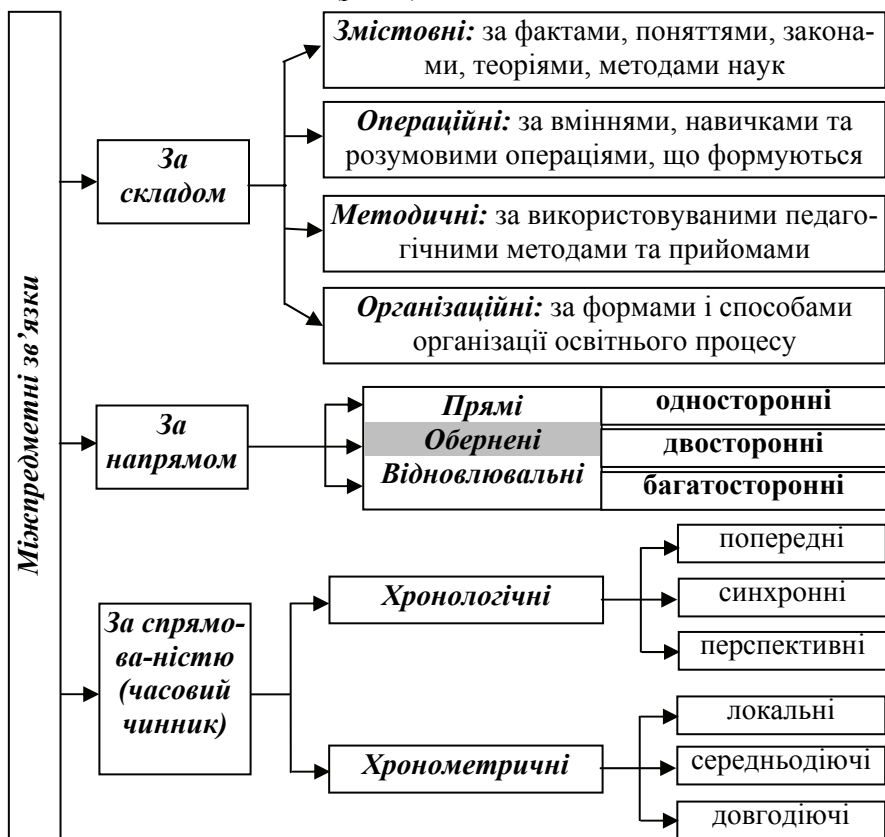 Міжпредметні зв’язки
За
складом
Змістовні: за фактами, поняттями, закона-
ми, теоріями, методами наук
Операційні: за вміннями, навичками та
розумовими операціями, що формуються
Методичні: за використовуваними педаго-
гічними методами та прийомами
Організаційні: за формами і способами
організації освітнього процесу
За
напрямом
Прямі
Обернені
Відновлювальні
односторонні
двосторонні
багатосторонні
За спрямо-
ва-ністю
(часовий
чинник)
Хронологічні
попередні
синхронні
перспективні
Хронометричні
локальні
середньодіючі
довгодіючі